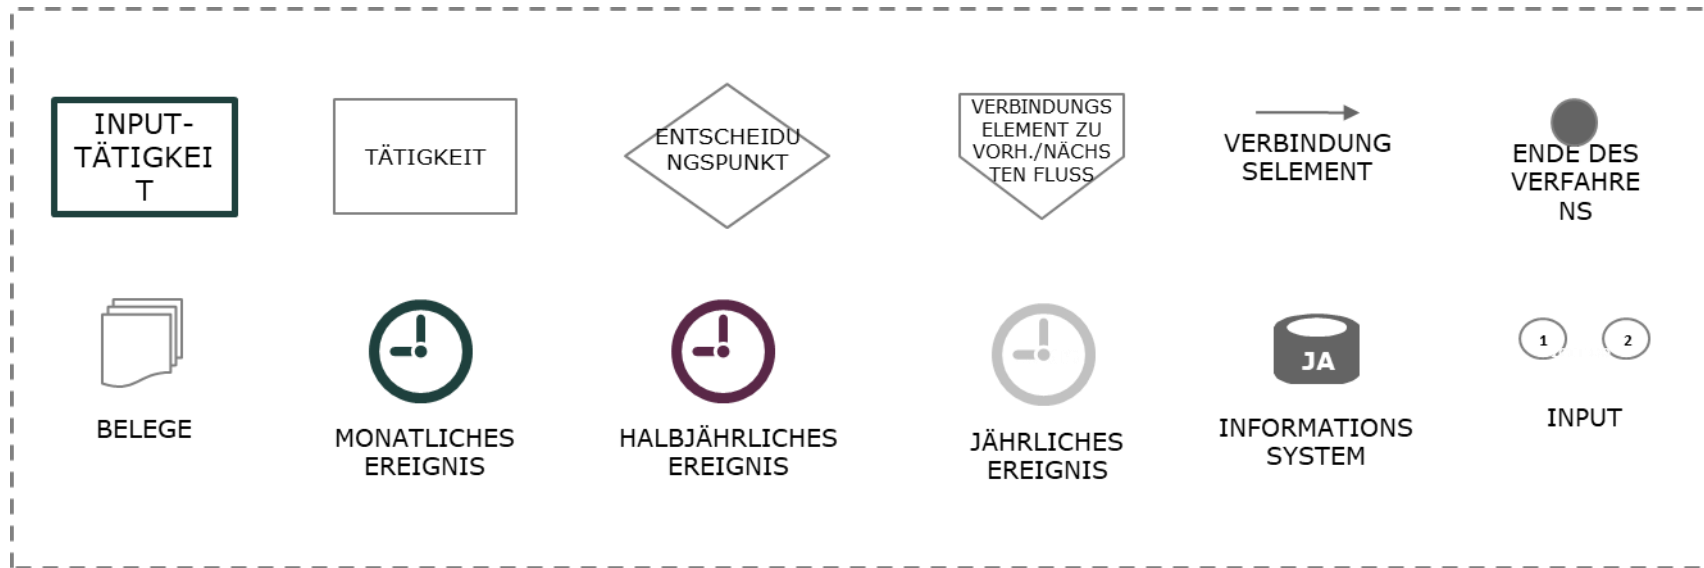 INPUT-
TÄTIGKEI
T
TÄTIGKEIT
ENTSCHEIDU
NGSPUNKT
VERBINDUNGS
ELEMENT ZU
VORH./NÄCHS
TEN FLUSS
VERBINDUNG
SELEMENT
ENDE DES
VERFAHRE
NS
BELEGE
MONATLICHES
EREIGNIS
HALBJÄHRLICHES
EREIGNIS
JÄHRLICHES
EREIGNIS
JA
INFORMATIONS
SYSTEM
1
2
INPUT